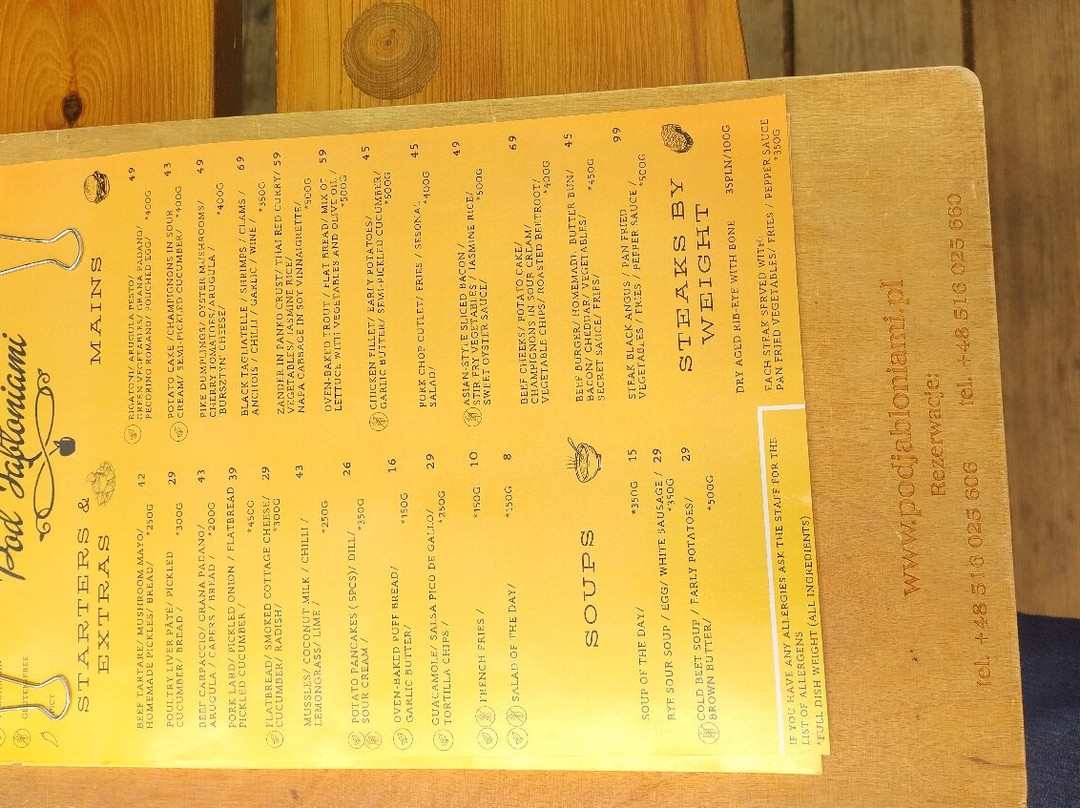 Pod Jabłoniami
STARTERS &
EXTRAS
BEEF TARTARE/ MUSHROOM MAYO/ 42
HOMEMADE PICKLES/ BREAD/ *250G
POULTRY LIVER PÂTE/ PICKLED 29
CUCUMBER/ BREAD / *300G
BEEF CARPACCIO/ GRANA PADANO/ 43
ARUGULA / CAPERS / BREAD / *200G
PORK LARD/ PICKLED ONION / FLATBREAD 39
PICKLED CUCUMBER / *450G
FLATBREAD/ SMOKED COTTAGE CHEESE/ 29
CUCUMBER/ RADISH/ *300G
MUSSLES/ COCONUT MILK / CHILLI / 43
LEMONGRASS/ LIME / *250G
POTATO PANCAKES ( 5PCS)/ DILL/ 26
SOUR CREAM / *350G
OVEN-BAKED PUFF BREAD/ 16
GARLIC BUTTER/ *150G
GUACAMOLE/ SALSA PICO DE GALLO/ 29
TORTILLA CHIPS / *250G
FRENCH FRIES / *150G 10
SALAD OF THE DAY/ *150G 8
SOUPS
SOUP OF THE DAY/ *350G 15
RYE SOUR SOUP / EGG/ WHITE SAUSAGE / 29
*350G
COLD BEET SOUP / EARLY POTATOES/ 29
BROWN BUTTER/ *500G
IF YOU HAVE ANY ALLERGIES ASK THE STAFF FOR THE
LIST OF ALLERGENS
*FULL DISH WEIGHT (ALL INGREDIENTS)
MAINS
RIGATONI/ ARUGULA PESTO/ 49
GREEN VEGETABLES/ GRANA PADANO/
PECORINO ROMANO/ POUCHED EGG/ *400G
POTATO CAKE /CHAMPIGNONS IN SOUR 43
CREAM/ SEMI-PICKLED CUCUMBER/ *400G
PIKE DUMPLINGS/ OYSTER MUSHROOMS/ 49
CHERRY TOMATOES/ARUGULA /
BURSZTYN CHEESE/ *400G
BLACK TAGLIATELLE / SHRIMPS / CLAMS / 69
ANCHOIS / CHILLI / GARLIC / WINE / *350G
ZANDER IN PANKO CRUST/ THAI RED CURRY/ 59
VEGETABLES/ JASMINE RICE/
NAPA CABBAGE IN SOY VINNAIGRETTE/ *500G
OVEN-BAKED TROUT / FLAT BREAD/ MIX OF 59
LETTUCE WITH VEGETABLES AND OLIVE OIL /
*500G
CHICKEN FILLET/ EARLY POTATOES/ 45
GARLIC BUTTER/ SEMI-PICKLED CUCUMBER/
*500G
PORK CHOP CUTLET/ FRIES / SESONAL 45
SALAD/ *400G
ASIAN-STYLE SLICED BACON / 49
STIR FRY VEGETABLES / JASMINE RICE/
SWEET OYSTER SAUCE/ *500G
BEEF CHEEKS/ POTATO CAKE/ 69
CHAMPIGNONS IN SOUR CREAM/
VEGETABLE CHIPS/ ROASTED BEETROOT/ *400G
BEEF BURGER/ HOMEMADE BUTTER BUN/ 45
BACON/ CHEDDAR/ VEGETABLES/
SECRET SAUCE/ FRIES/ *450G
STEAK BLACK ANGUS / PAN FRIED 99
VEGETABLES / FRIES / PEPPER SAUCE / *500G
STEAKS BY
WEIGHT
DRY AGED RIB-EYE WITH BONE 35PLN/100G
EACH STEAK SERVED WITH
PAN FRIED VEGETABLES/ FRIES / PEPPER SAUCE
*350G
www.podjabloniami.pl
Rezerwacje:
tel. +48 516 025 606 tel. +48 516 025 660